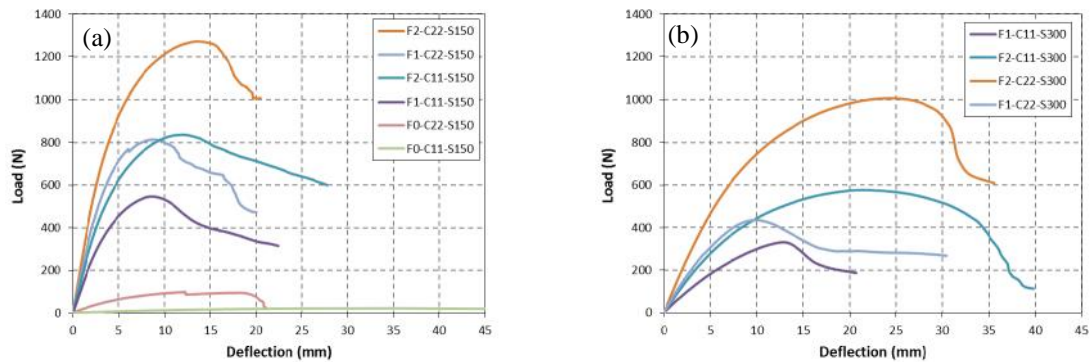 (a)
Load (N)
1400
1200
1000
800
600
400
200
0
0 5 10 15 20 25 30 35 40 45
Deflection (mm)
F2-C22-S150
F1-C22-S150
F2-C11-S150
F1-C11-S150
F0-C22-S150
F0-C11-S150
(b)
Load (N)
1400
1200
1000
800
600
400
200
0
0 5 10 15 20 25 30 35 40 45
Deflection (mm)
F1-C11-S300
F2-C11-S300
F2-C22-S300
F1-C22-S300